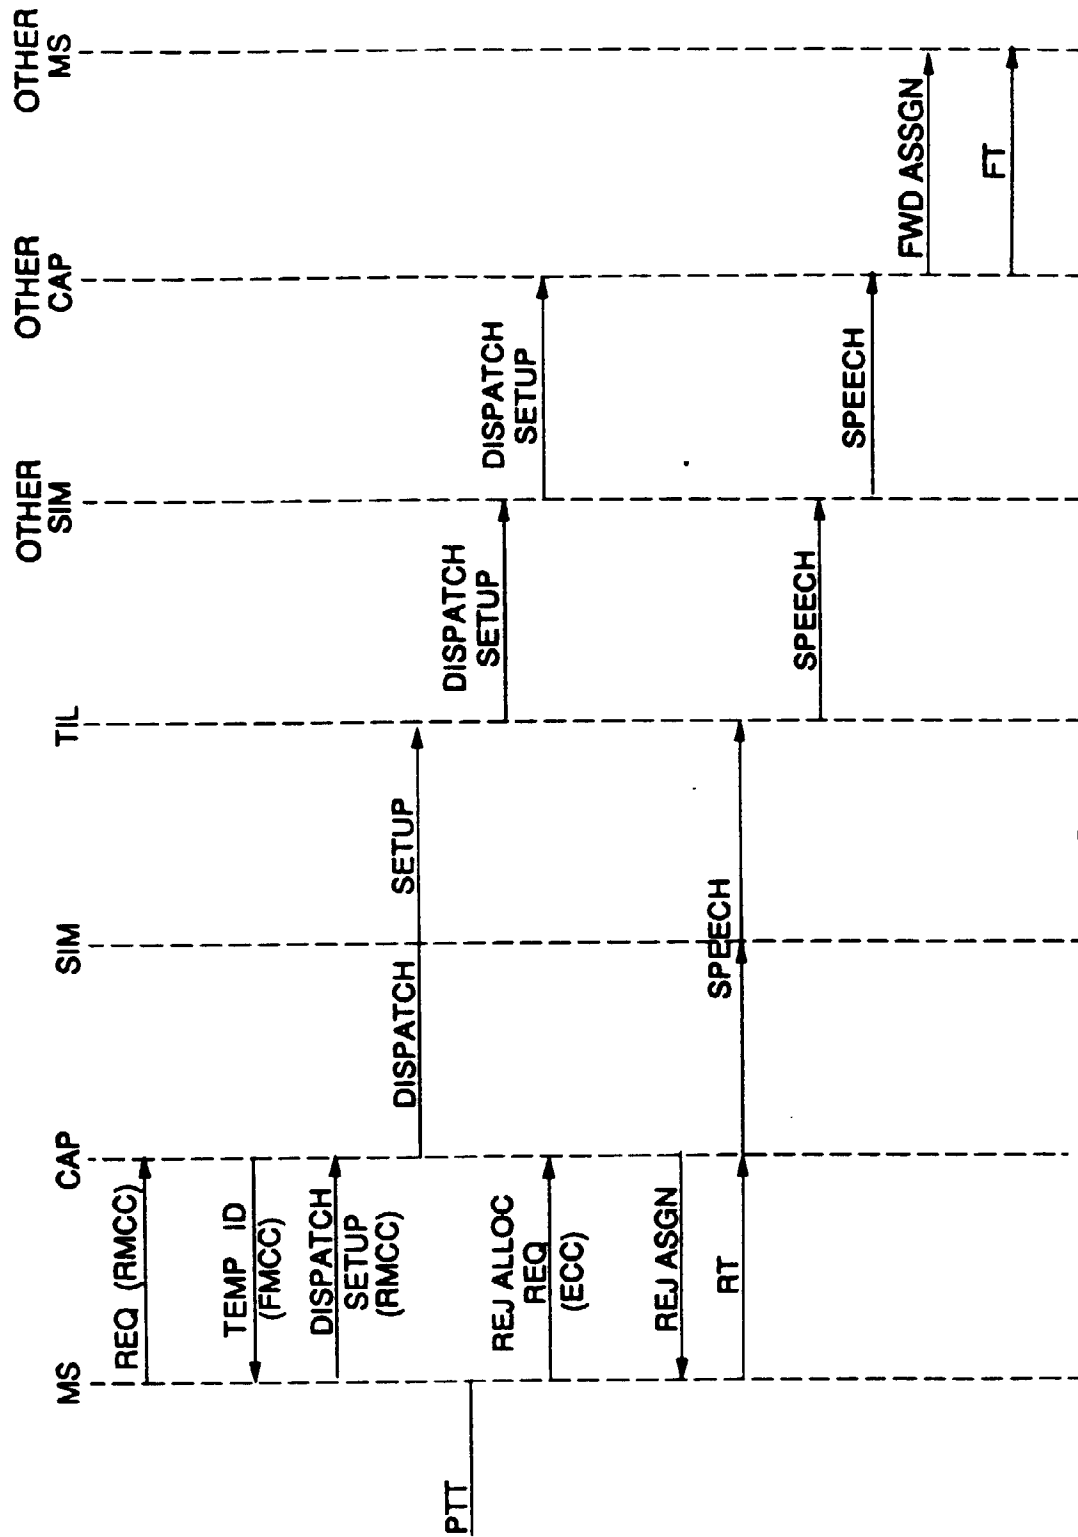 MS
CAP
SIM
TIL
OTHER
SIM
OTHER
CAP
OTHER
MS
REQ (RMCC)
TEMP ID
(FMCC)
DISPATCH
SETUP
(RMCC)
DISPATCH SETUP
PTT
DISPATCH
SETUP
DISPATCH
SETUP
REJ ALLOC
REQ
(ECC)
REJ ASGN
RT
SPEECH
SPEECH
SPEECH
FWD ASSGN
FT